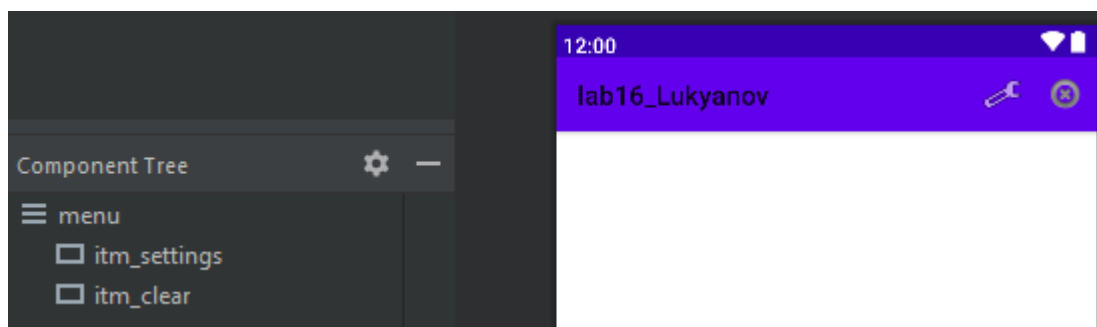 12:00
lab16_Lukyanov
Component Tree
menu
itm_settings
itm_clear